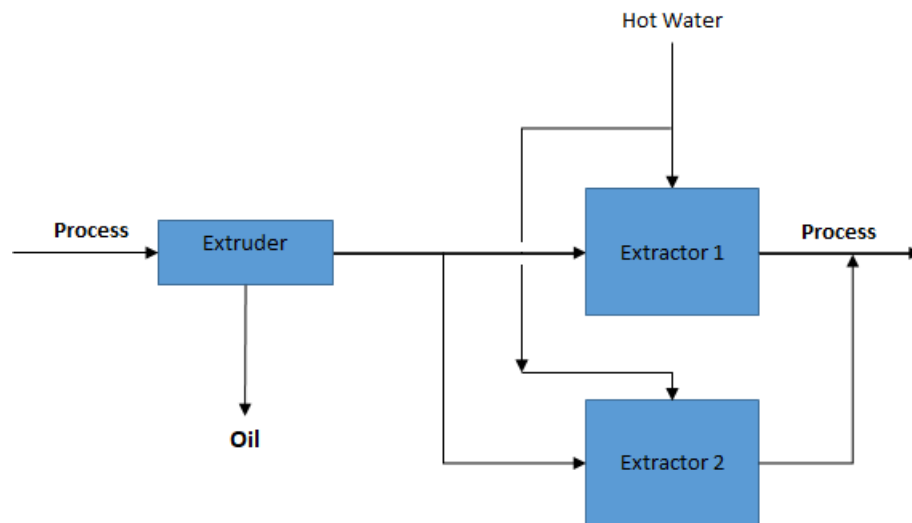 Hot Water
Process
Extruder
Extractor 1
Process
Oil
Extractor 2